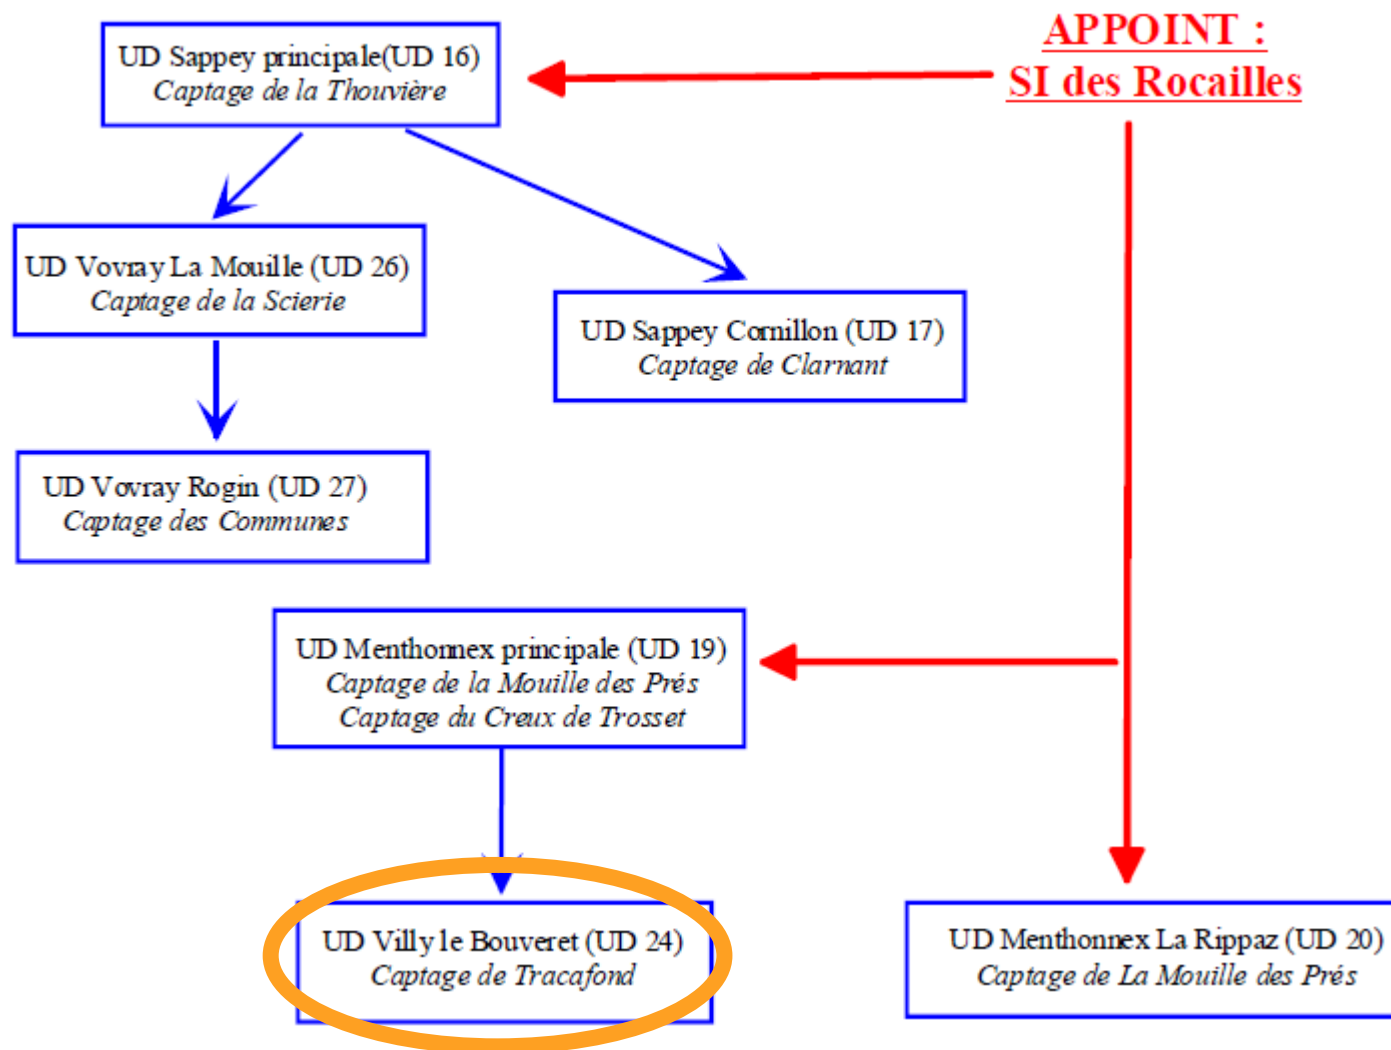 APPOINT :
SI des Rocailles
UD Sappey principale(UD 16)
Captage de la Thouvière
UD Vovray La Mouille (UD 26)
Captage de la Scierie
UD Sappey Cornillon (UD 17)
Captage de Clarnant
UD Vovray Rogin (UD 27)
Captage des Communes
UD Menthonnex principale (UD 19)
Captage de la Mouille des Prés
Captage du Creux de Trosset
UD Villy le Bouveret (UD 24)
Captage de Tracafond
UD Menthonnex La Rippaz (UD 20)
Captage de La Mouille des Prés